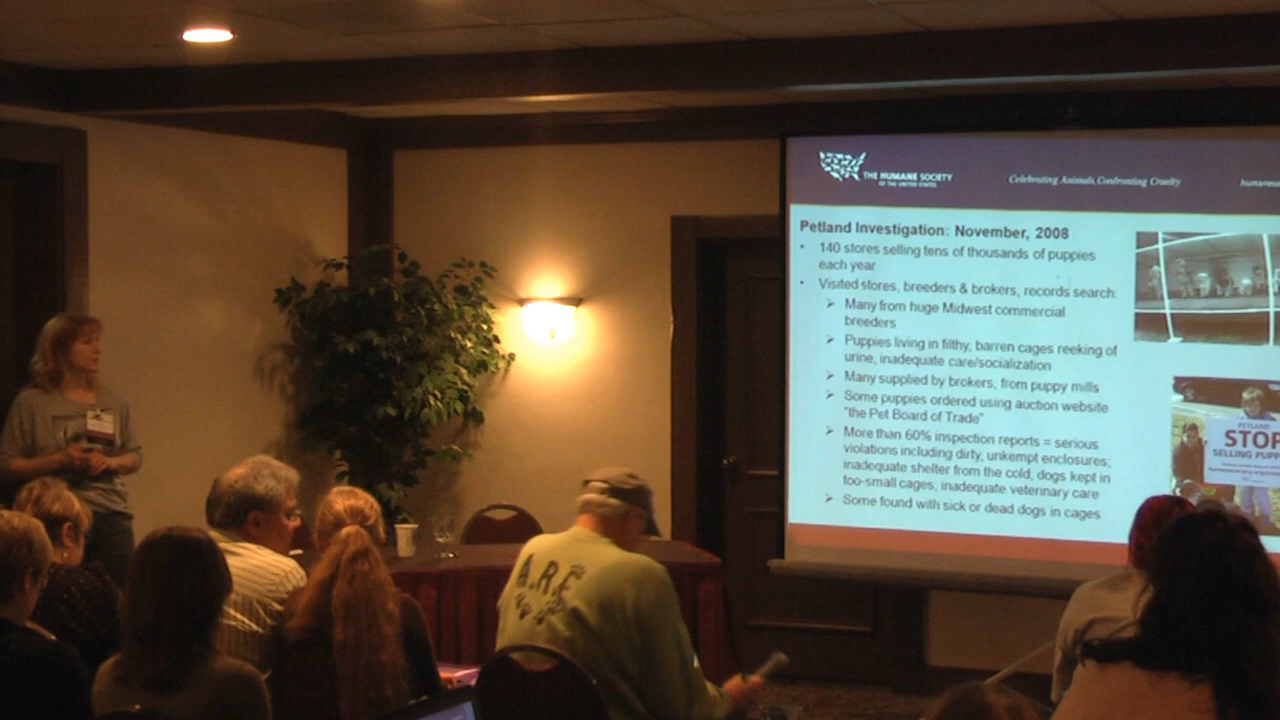 THE HUMANE SOCIETY
OF THE UNITED STATES
Celebrating Animals, Confronting Cruelty
Petland Investigation: November, 2008
• 140 stores selling tens of thousands of puppies
each year
• Visited stores, breeders & brokers, records search:
➢ Many from huge Midwest commercial
breeders
➢ Puppies living in filthy, barren cages reeking of
urine, inadequate care/socialization
➢ Many supplied by brokers, from puppy mills
➢ Some puppies ordered using auction website
"the Pet Board of Trade"
➢ More than 60% inspection reports = serious
violations including dirty, unkempt enclosures;
inadequate shelter from the cold; dogs kept in
too-small cages, inadequate veterinary care
➢ Some found with sick or dead dogs in cages
PETLAND
STOP
SELLING PUPP
A.R.F.